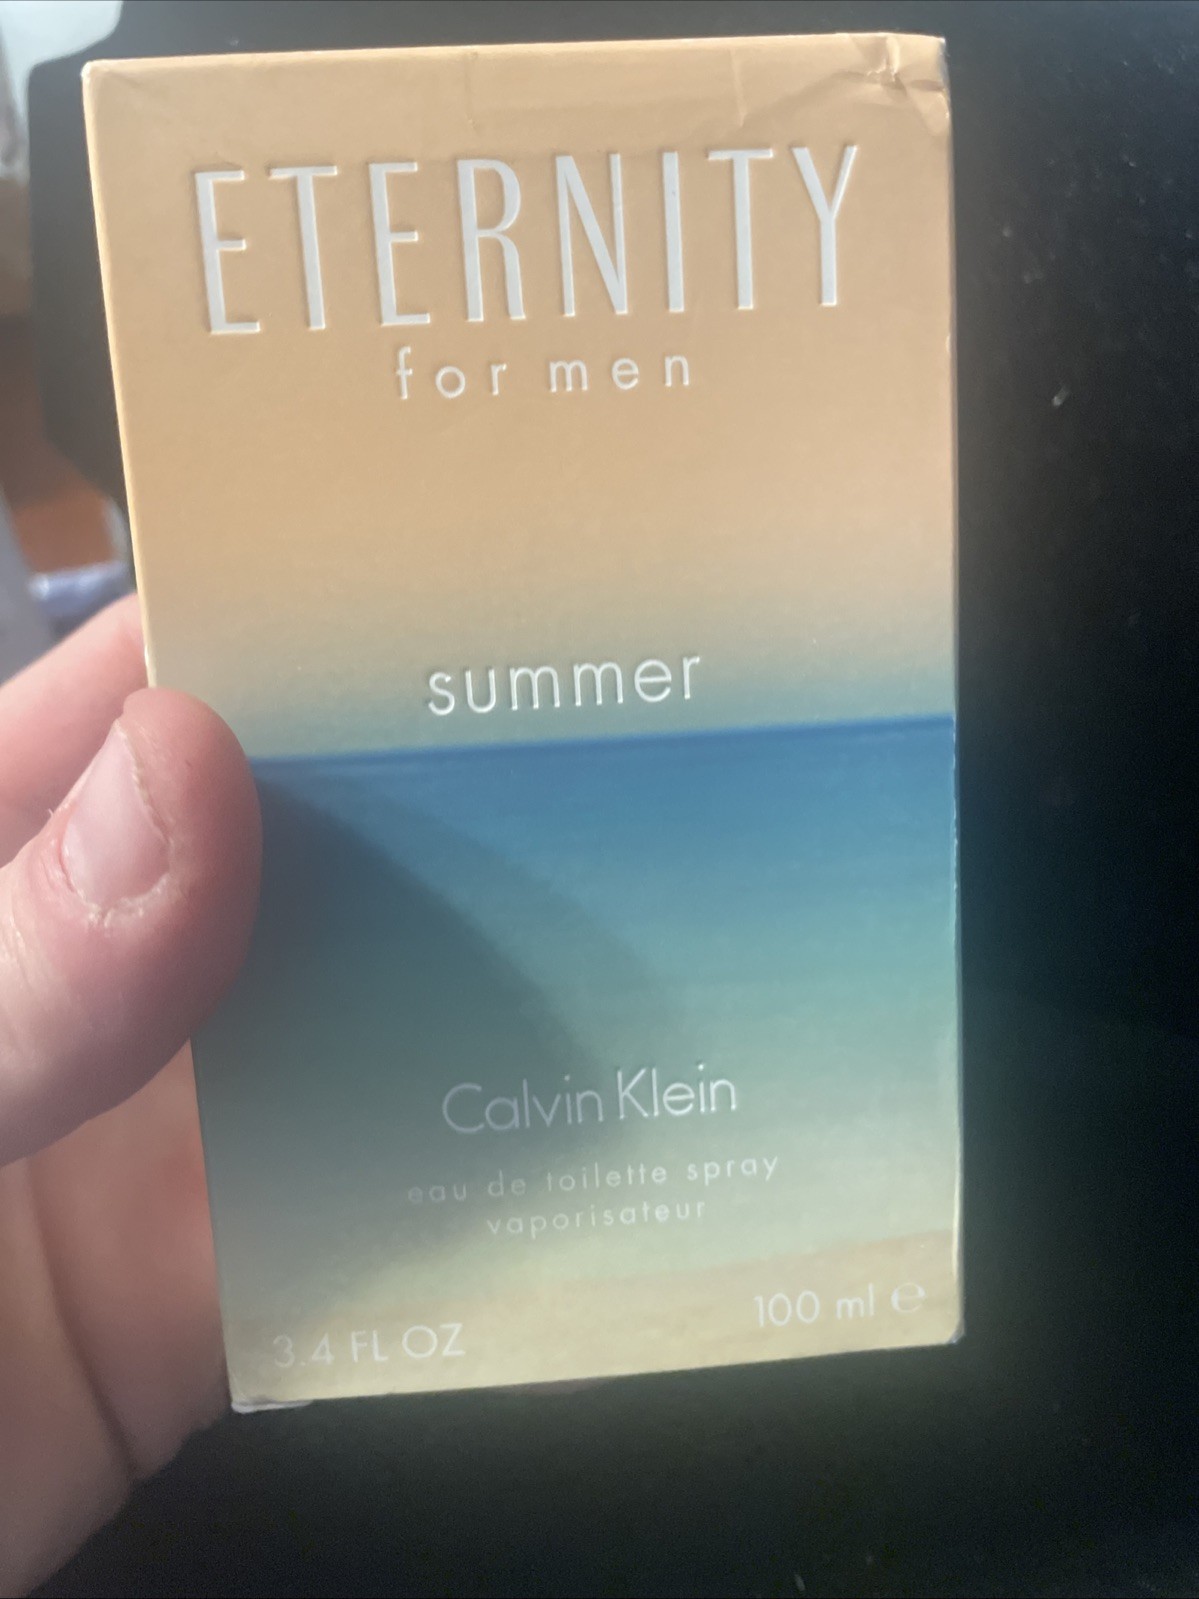 ETERNITY
for men
summer
Calvin Klein
eau de toilette spray
vaporisateur
3.4 FL OZ
100 ml ℮